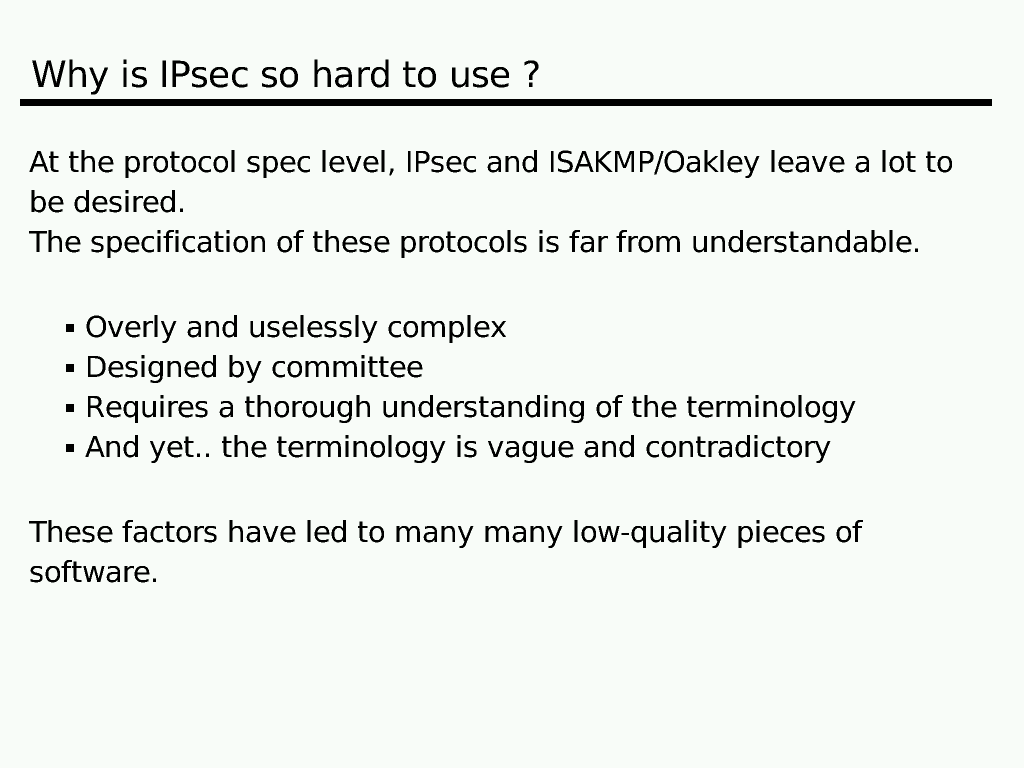 Why is IPsec so hard to use ?
At the protocol spec level, IPsec and ISAKMP/Oakley leave a lot to
be desired.
The specification of these protocols is far from understandable.
▪ Overly and uselessly complex
▪ Designed by committee
▪ Requires a thorough understanding of the terminology
▪ And yet.. the terminology is vague and contradictory
These factors have led to many many low-quality pieces of
software.